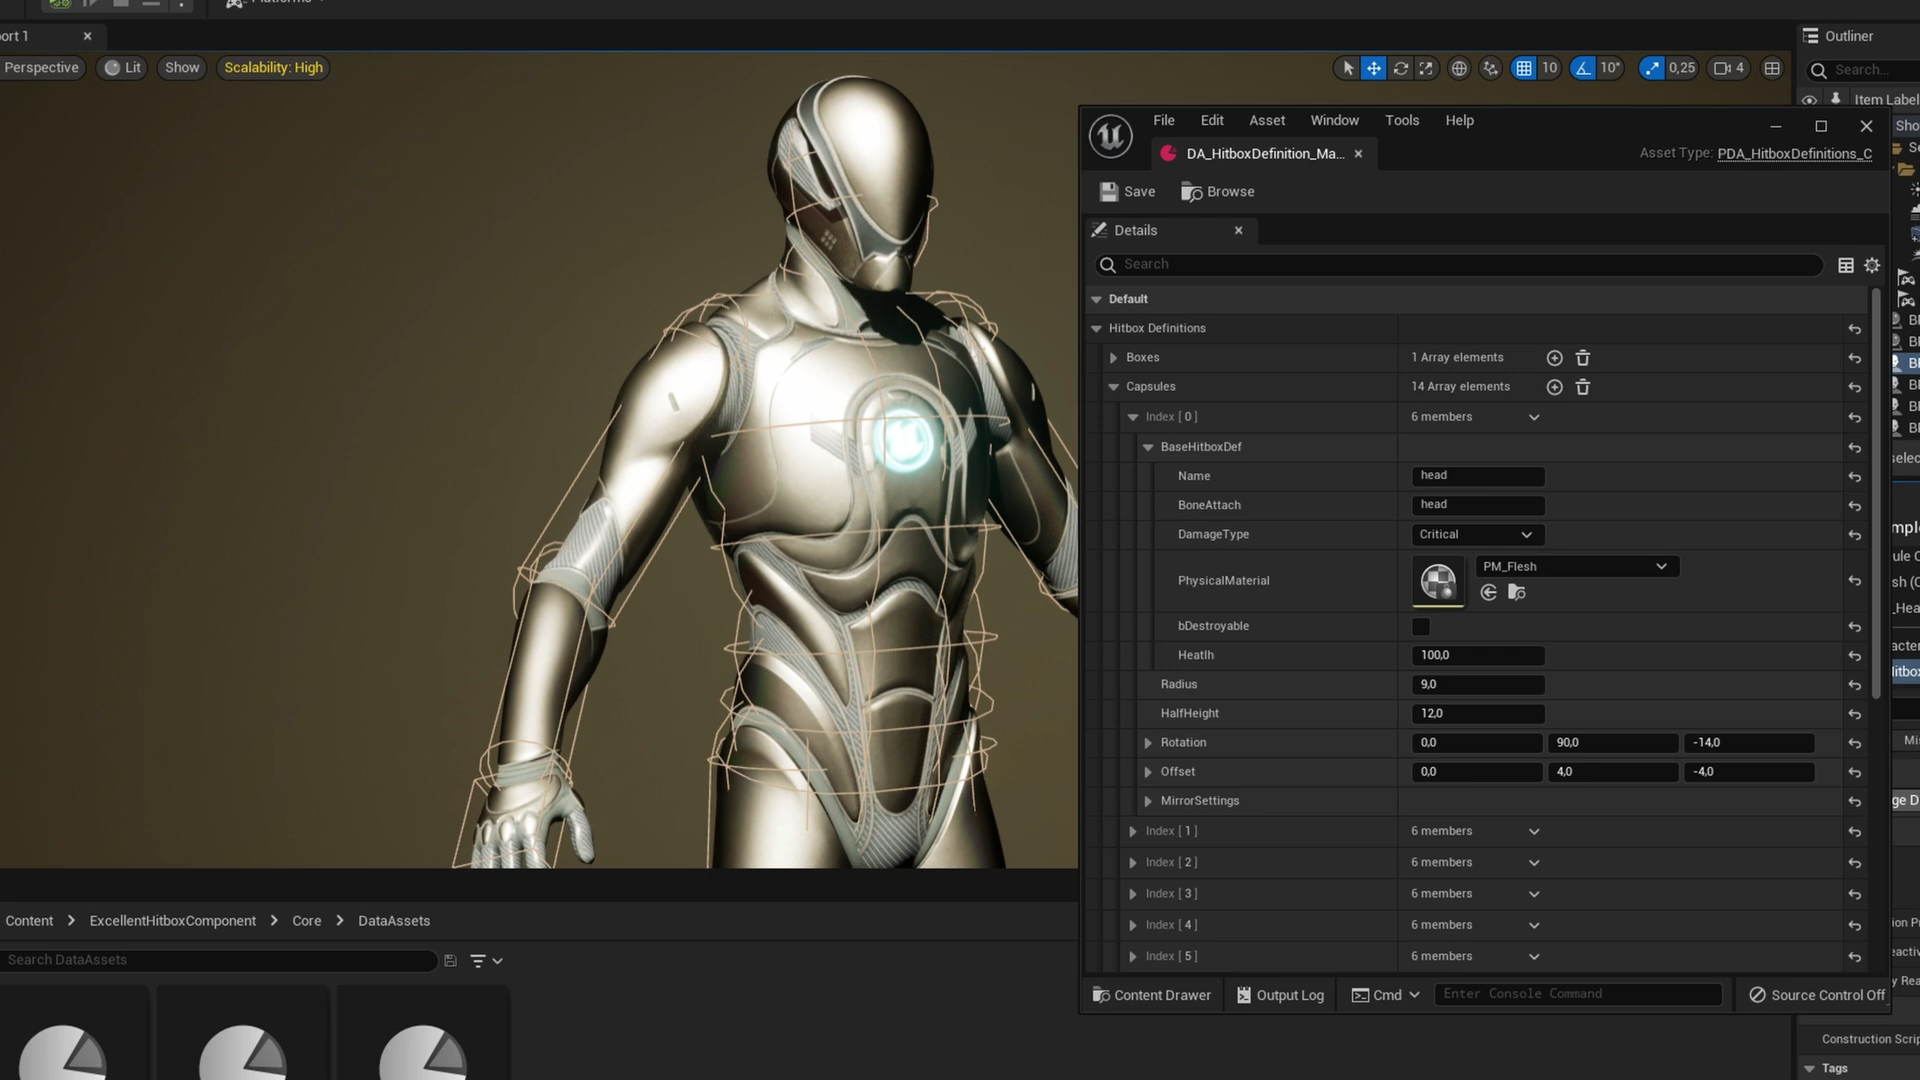 ort 1
Perspective
Lit
Show
Scalability: High
10
10°
0,25
4
Outliner
Search...
Item Label
File
Edit
Asset
Window
Tools
Help
DA_HitboxDefinition_Ma...
Asset Type: PDA_HitboxDefinitions_C
Save
Browse
Details
Search
Default
Hitbox Definitions
Boxes
1 Array elements
Capsules
14 Array elements
Index [ 0 ]
6 members
BaseHitboxDef
Name
head
BoneAttach
head
DamageType
Critical
PhysicalMaterial
PM_Flesh
bDestroyable
Heatlh
100,0
Radius
9,0
HalfHeight
12,0
Rotation
0,0
90,0
-14,0
Offset
0,0
4,0
-4,0
MirrorSettings
Index [ 1 ]
6 members
Index [ 2 ]
6 members
Index [ 3 ]
6 members
Index [ 4 ]
6 members
Index [ 5 ]
6 members
Content Drawer
Output Log
Cmd
Enter Console Command
Source Control Off
Content
ExcellentHitboxComponent
Core
DataAssets
Search DataAssets
Construction Scrip
Tags